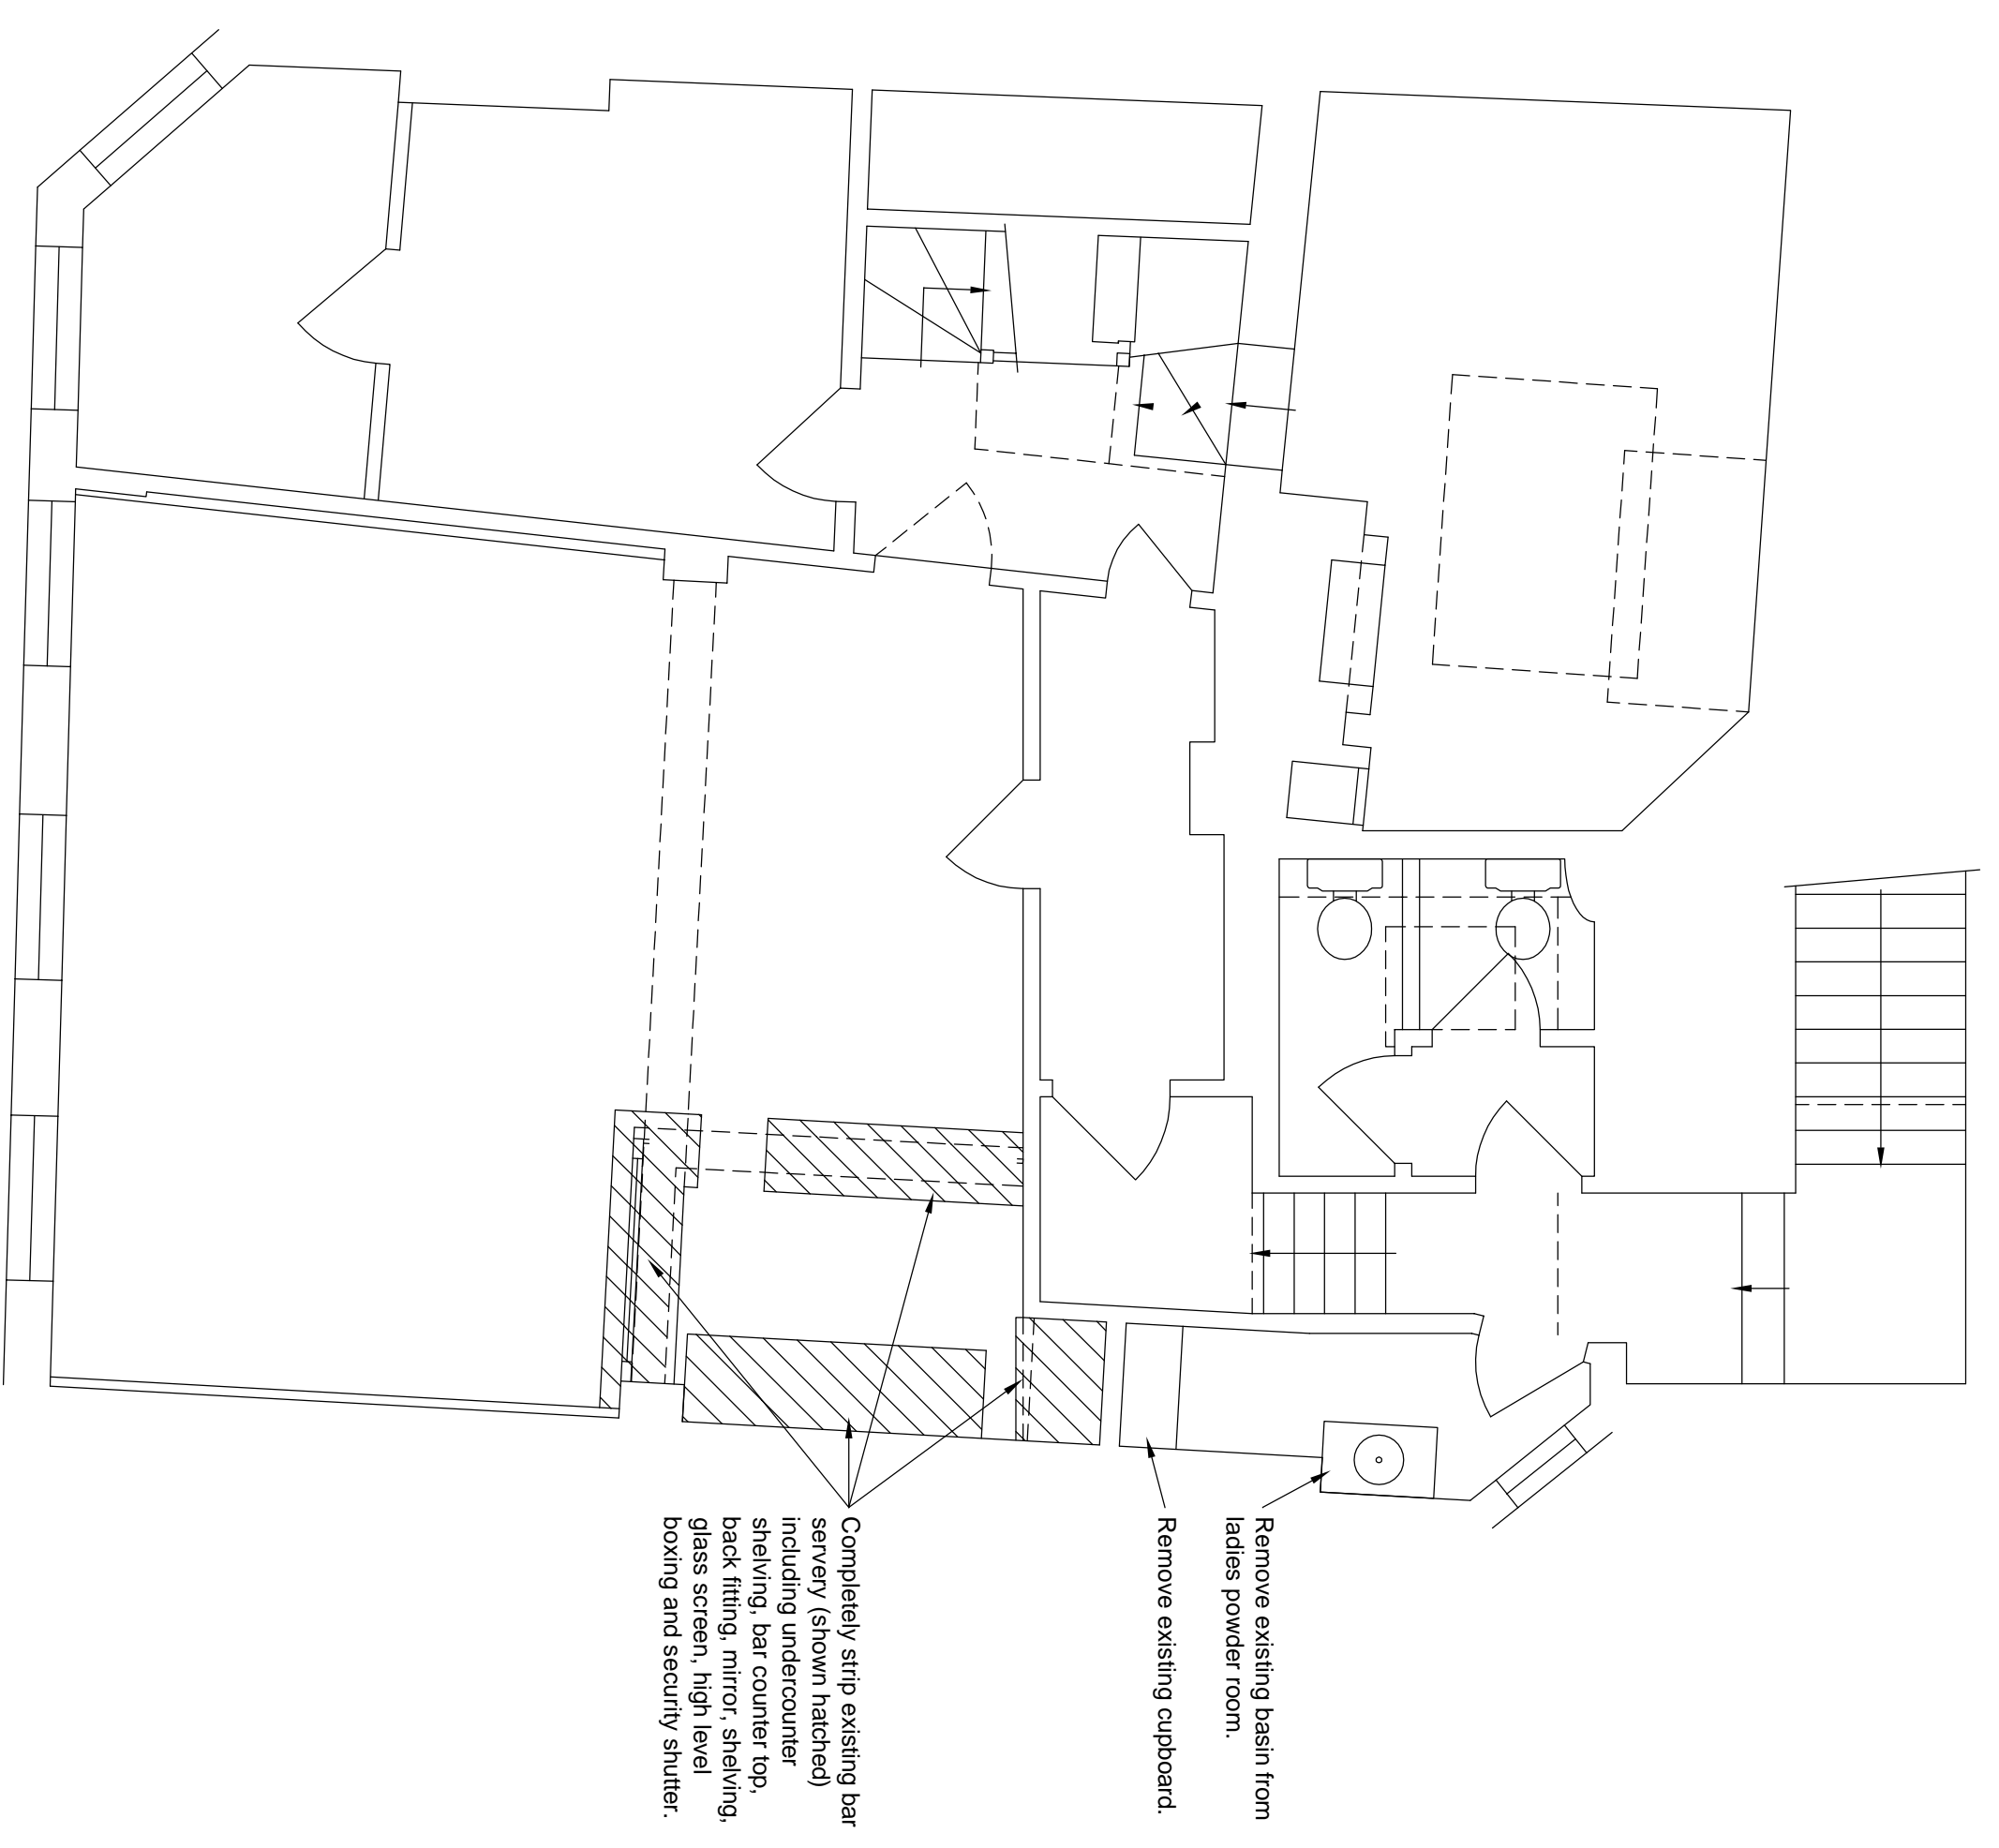 Remove existing basin from
ladies powder room.
Remove existing cupboard.
Completely strip existing bar
servery (shown hatched)
including undercounter
shelving, bar counter top,
back fitting, mirror, shelving,
glass screen, high level
boxing and security shutter.